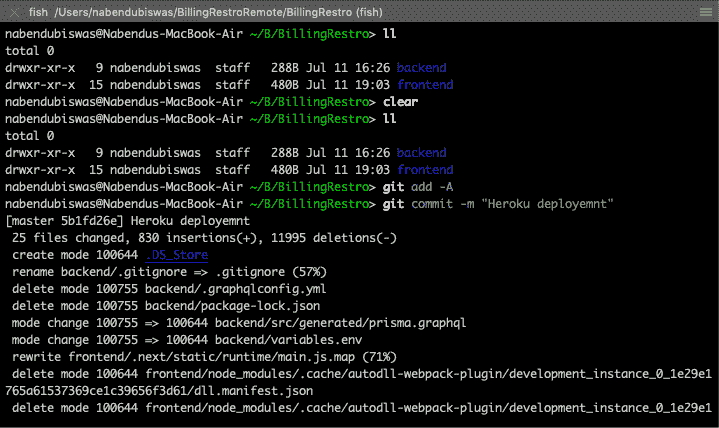 fish /Users/nabendubiswas/BillingRestroRemote/BillingRestro (fish)
nabendubiswas@Nabendus-MacBook-Air ~/B/BillingRestro> ll
total 0
drwxr-xr-x   9 nabendubiswas  staff   288B Jul 11 16:26 backend
drwxr-xr-x  15 nabendubiswas  staff   480B Jul 11 19:03 frontend
nabendubiswas@Nabendus-MacBook-Air ~/B/BillingRestro> clear
nabendubiswas@Nabendus-MacBook-Air ~/B/BillingRestro> ll
total 0
drwxr-xr-x   9 nabendubiswas  staff   288B Jul 11 16:26 backend
drwxr-xr-x  15 nabendubiswas  staff   480B Jul 11 19:03 frontend
nabendubiswas@Nabendus-MacBook-Air ~/B/BillingRestro> git add -A
nabendubiswas@Nabendus-MacBook-Air ~/B/BillingRestro> git commit -m "Heroku deployemnt"
[master 5b1fd26e] Heroku deployemnt
 25 files changed, 830 insertions(+), 11995 deletions(-)
 create mode 100644 .DS_Store
 rename backend/.gitignore => .gitignore (57%)
 delete mode 100755 backend/.graphqlconfig.yml
 delete mode 100755 backend/package-lock.json
 mode change 100755 => 100644 backend/src/generated/prisma.graphql
 mode change 100755 => 100644 backend/variables.env
 rewrite frontend/.next/static/runtime/main.js.map (71%)
 delete mode 100644 frontend/node_modules/.cache/autodll-webpack-plugin/development_instance_0_1e29e1
765a61537369ce1c39656f3d61/dll.manifest.json
 delete mode 100644 frontend/node_modules/.cache/autodll-webpack-plugin/development_instance_0_1e29e1